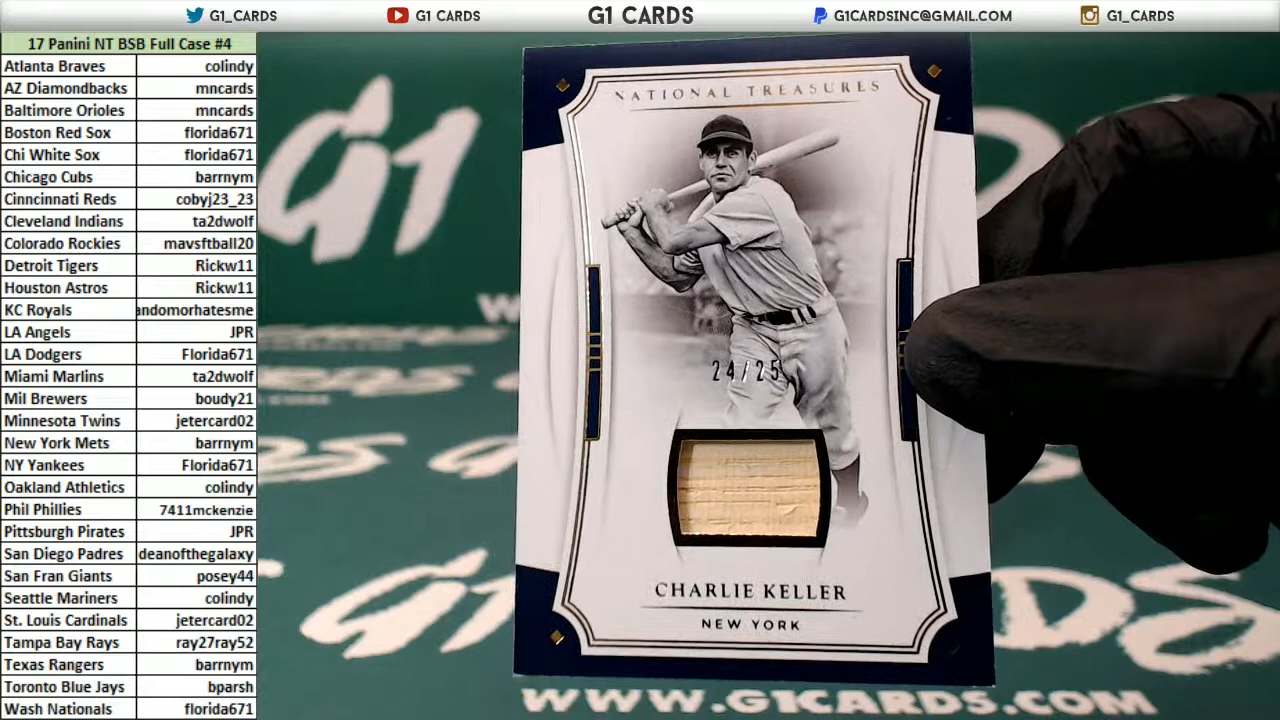 G1_CARDS
G1 CARDS
G1 CARDS
G1CARDSINC@GMAIL.COM
G1_CARDS
17 Panini NT BSB Full Case #4
Atlanta Braves colindy
AZ Diamondbacks mncards
Baltimore Orioles mncards
Boston Red Sox florida671
Chi White Sox florida671
Chicago Cubs barrnym
Cinncinnati Reds cobyj23_23
Cleveland Indians ta2dwolf
Colorado Rockies mavsftball20
Detroit Tigers Rickw11
Houston Astros Rickw11
KC Royals andomorhatesme
LA Angels JPR
LA Dodgers Florida671
Miami Marlins ta2dwolf
Mil Brewers boudy21
Minnesota Twins jetercard02
New York Mets barrnym
NY Yankees Florida671
Oakland Athletics colindy
Phil Phillies 7411mckenzie
Pittsburgh Pirates JPR
San Diego Padres deanofthegalaxy
San Fran Giants posey44
Seattle Mariners colindy
St. Louis Cardinals jetercard02
Tampa Bay Rays ray27ray52
Texas Rangers barrnym
Toronto Blue Jays bparsh
Wash Nationals florida671
NATIONAL TREASURES
24/25
CHARLIE KELLER
NEW YORK
G1
WWW.G1CARDS.COM